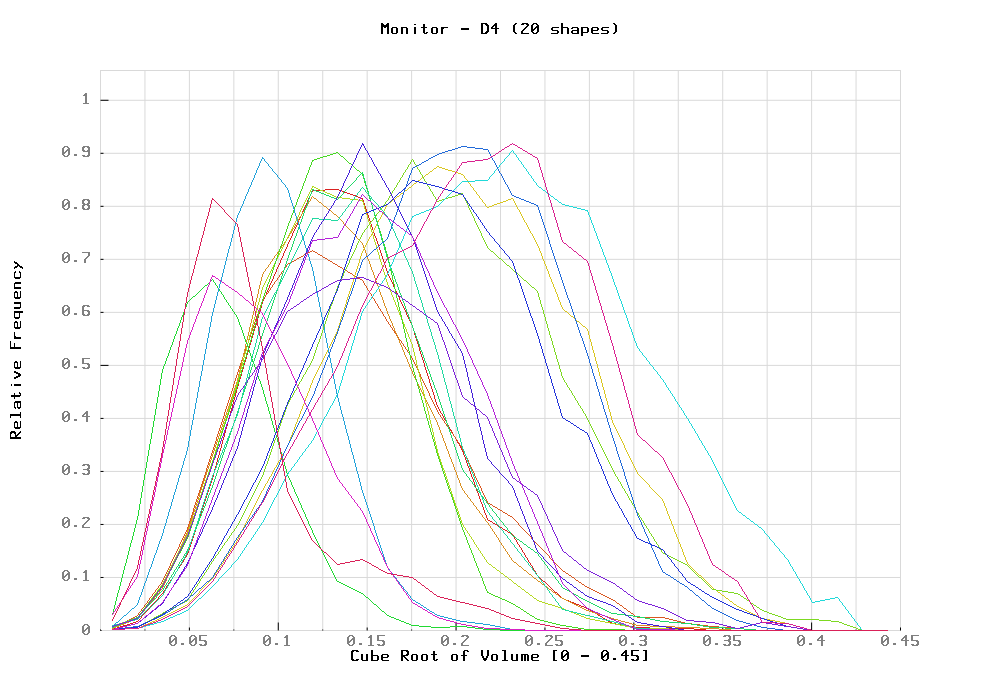 Monitor - D4 (20 shapes)
1
0.9
0.8
0.7
0.6
0.5
0.4
0.3
0.2
0.1
0
Relative Frequency
0.05 0.1 0.15 0.2 0.25 0.3 0.35 0.4 0.45
Cube Root of Volume [0 - 0.45]